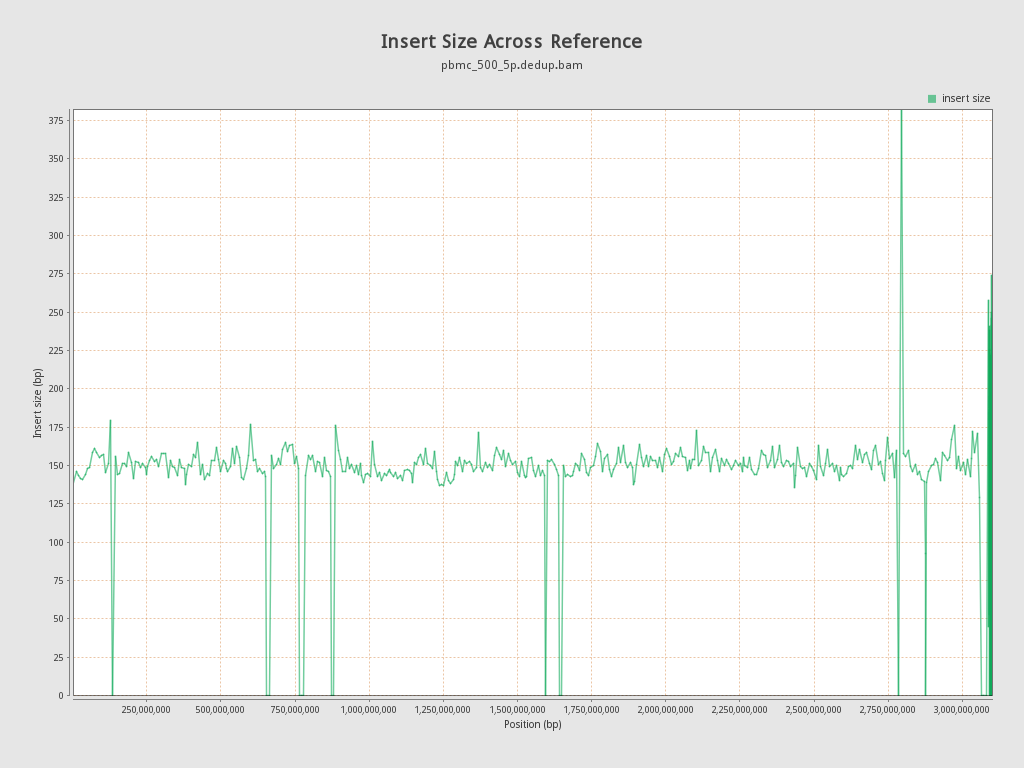 Insert Size Across Reference
pbmc_500_5p.dedup.bam
insert size
375
350
325
300
275
250
225
200
175
150
125
100
75
50
25
0
Insert size (bp)
250,000,000 500,000,000 750,000,000 1,000,000,000 1,250,000,000 1,500,000,000 1,750,000,000 2,000,000,000 2,250,000,000 2,500,000,000 2,750,000,000 3,000,000,000
Position (bp)